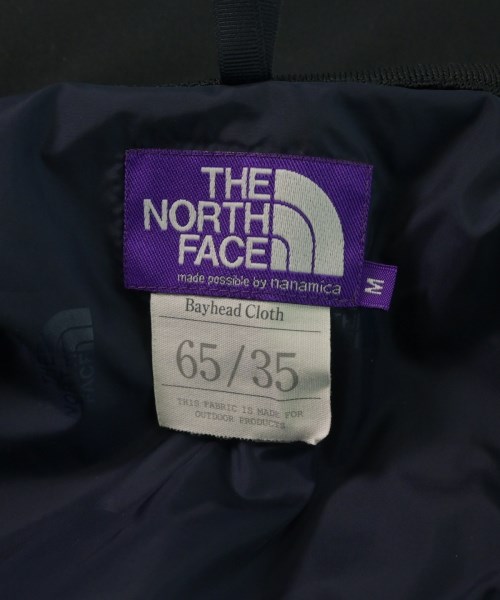 THE
NORTH
FACE
made possible by nanamica
M
Bayhead Cloth
65/35
THIS FABRIC IS MADE FOR
OUTDOOR PRODUCTS